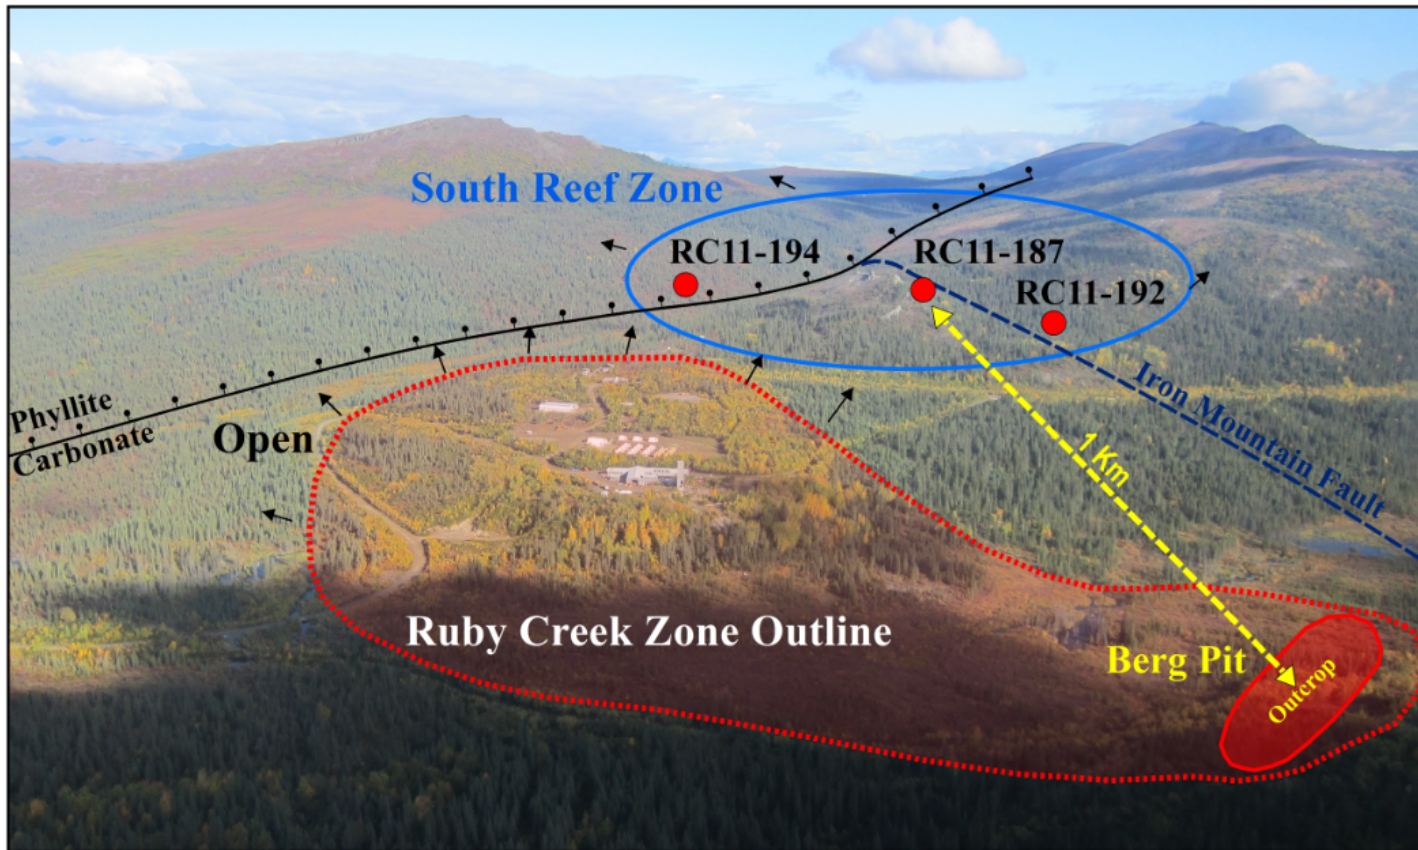 South Reef Zone
RC11-194
RC11-187
RC11-192
Phyllite
Carbonate
Open
Iron Mountain Fault
1 Km
Ruby Creek Zone Outline
Berg Pit
Outcrop